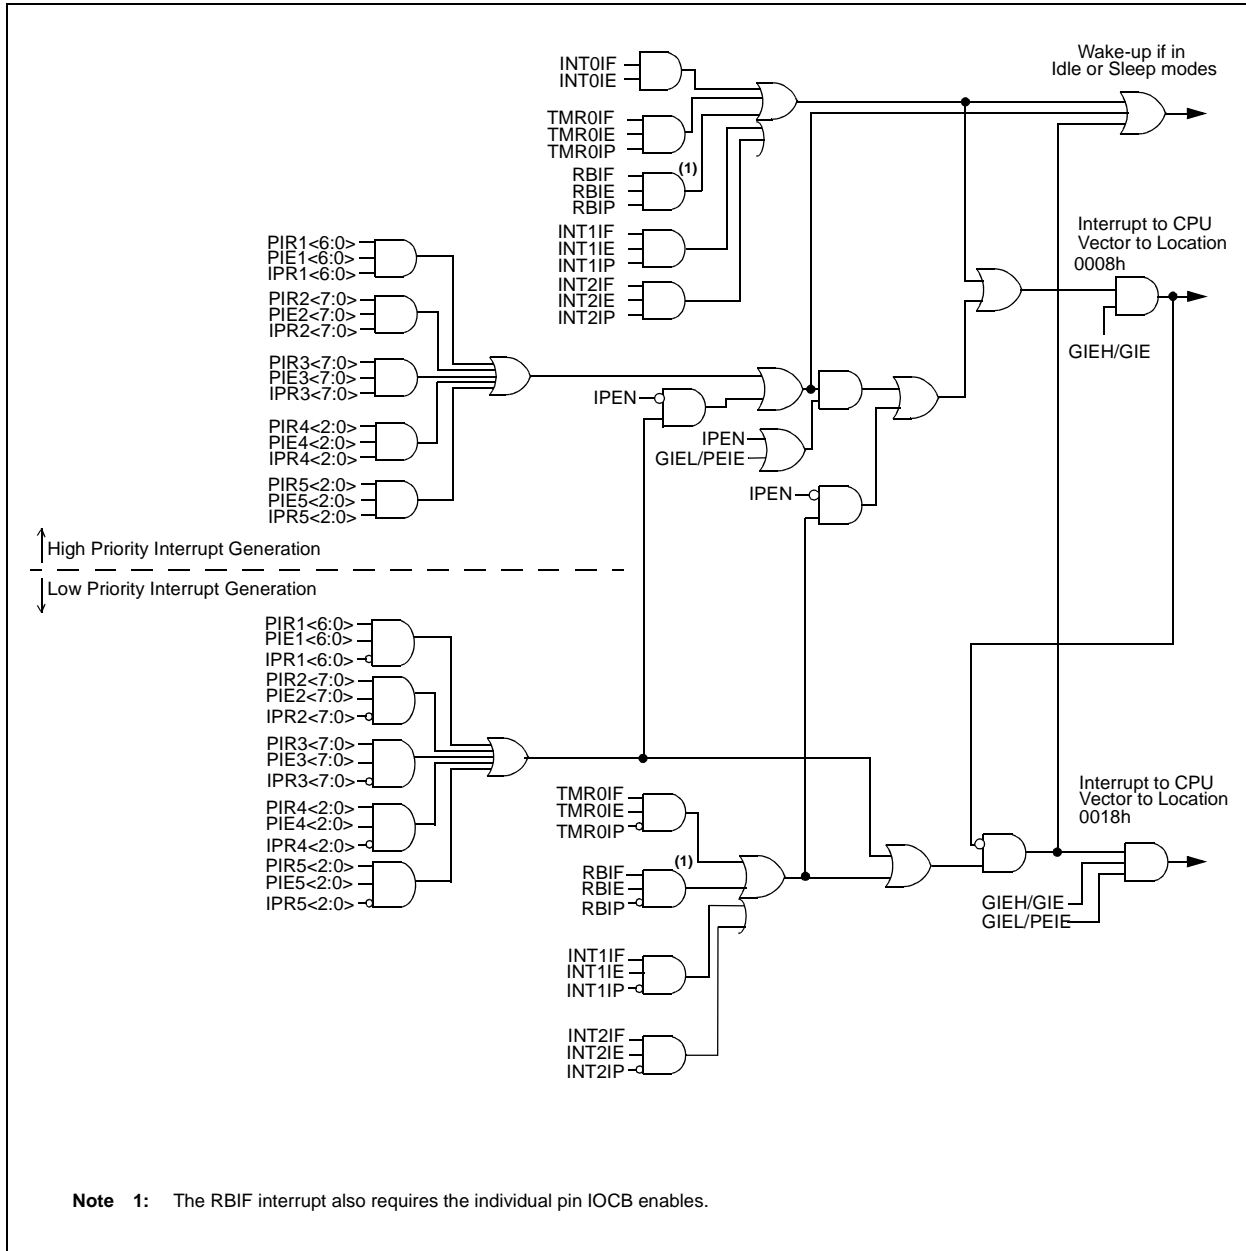 Wake-up if in
Idle or Sleep modes
INT0IF
INT0IE
TMR0IF
TMR0IE
TMR0IP
(1)
RBIF
RBIE
RBIP
INT1IF
INT1IE
INT1IP
INT2IF
INT2IE
INT2IP
Interrupt to CPU
Vector to Location
0008h
GIEH/GIE
PIR1<6:0>
PIE1<6:0>
IPR1<6:0>
PIR2<7:0>
PIE2<7:0>
IPR2<7:0>
PIR3<7:0>
PIE3<7:0>
IPR3<7:0>
PIR4<2:0>
PIE4<2:0>
IPR4<2:0>
PIR5<2:0>
PIE5<2:0>
IPR5<2:0>
IPEN
IPEN
GIEL/PEIE
IPEN
High Priority Interrupt Generation
Low Priority Interrupt Generation
PIR1<6:0>
PIE1<6:0>
IPR1<6:0>
PIR2<7:0>
PIE2<7:0>
IPR2<7:0>
PIR3<7:0>
PIE3<7:0>
IPR3<7:0>
PIR4<2:0>
PIE4<2:0>
IPR4<2:0>
PIR5<2:0>
PIE5<2:0>
IPR5<2:0>
TMR0IF
TMR0IE
TMR0IP
(1)
RBIF
RBIE
RBIP
INT1IF
INT1IE
INT1IP
INT2IF
INT2IE
INT2IP
Interrupt to CPU
Vector to Location
0018h
GIEH/GIE
GIEL/PEIE
Note 1: The RBIF interrupt also requires the individual pin IOCB enables.